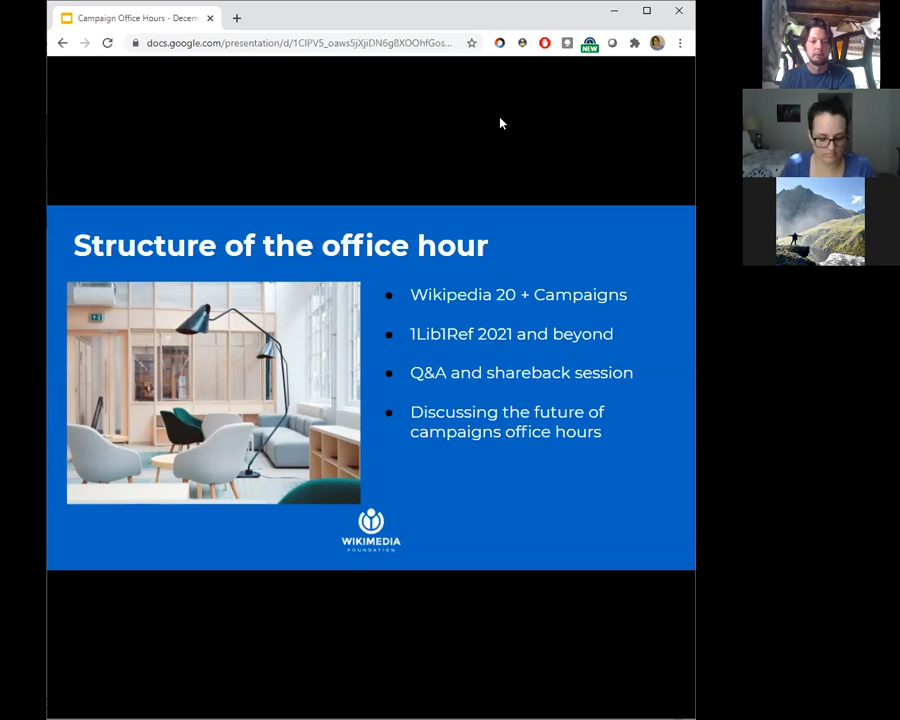 Campaign Office Hours - Decem
docs.google.com/presentation/d/1CIPV5_oaws5jXjiDN6g8XOOhfGos...
NEW
Structure of the office hour
Wikipedia 20 + Campaigns
1Lib1Ref 2021 and beyond
Q&A and shareback session
Discussing the future of
campaigns office hours
WIKIMEDIA
FOUNDATION